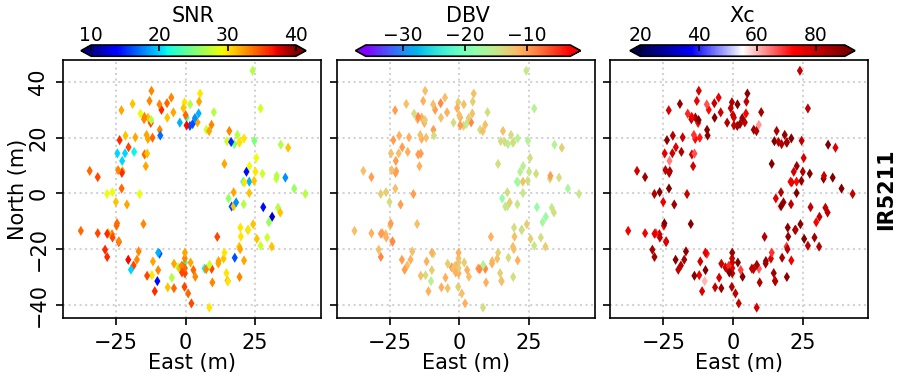 SNR DBV Xc
10 20 30 40 −30 −20 −10 20 40 60 80
North (m)
40
20
0
−20
−40
−25 0 25 −25 0 25 −25 0 25
East (m) East (m) East (m)
IR5211